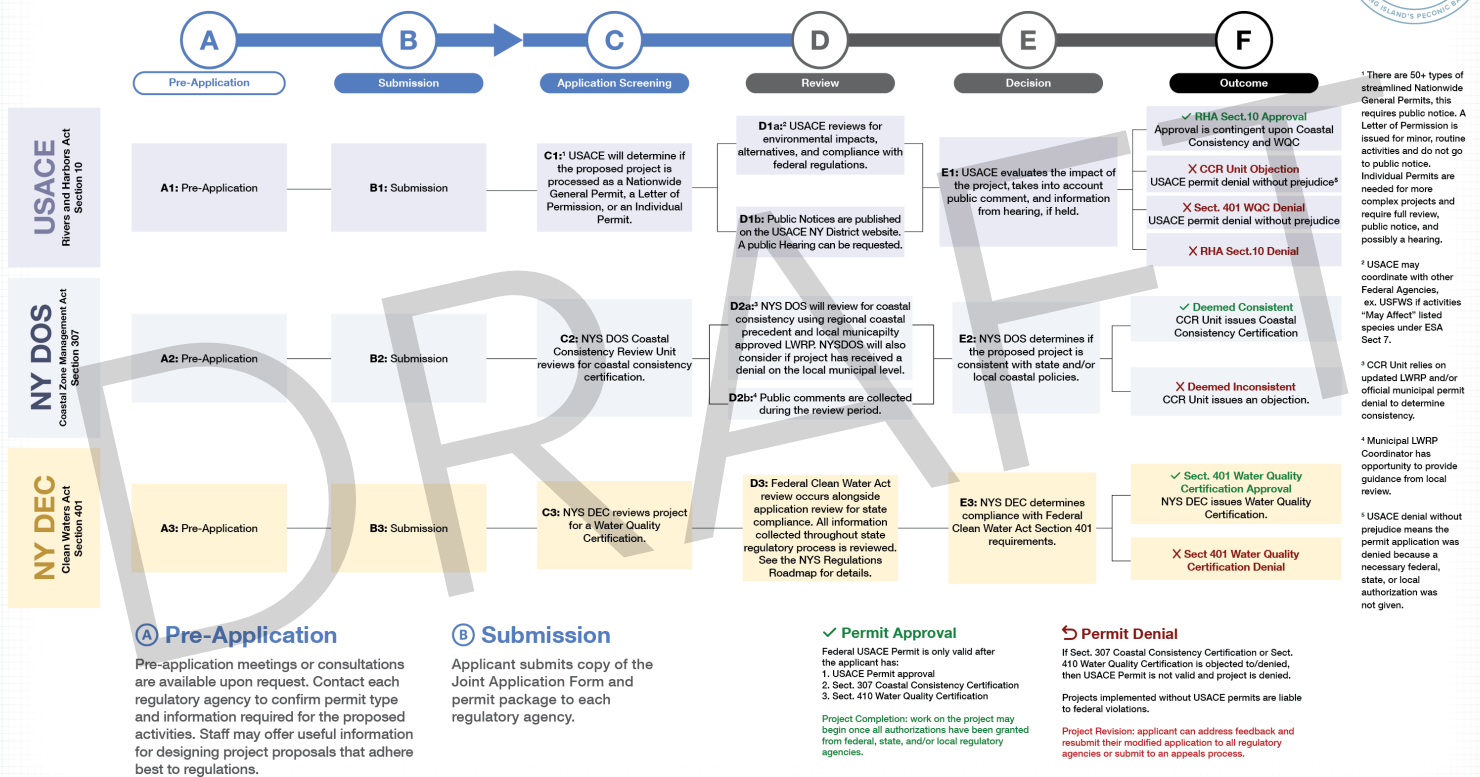 NG ISLAND'S PECONIC BA
A
B
C
D
E
F
Pre-Application
Submission
Application Screening
Review
Decision
Outcome
USACE
Rivers and Harbors Act
Section 10
A1: Pre-Application
B1: Submission
C1:¹ USACE will determine if
the proposed project is
processed as a Nationwide
General Permit, a Letter of
Permission, or an Individual
Permit.
D1a:² USACE reviews for
environmental impacts,
alternatives, and compliance with
federal regulations.
D1b: Public Notices are published
on the USACE NY District website.
A public Hearing can be requested.
E1: USACE evaluates the impact of
the project, takes into account
public comment, and information
from hearing, if held.
✓ RHA Sect.10 Approval
Approval is contingent upon Coastal
Consistency and WQC
X CCR Unit Objection
USACE permit denial without prejudice⁵
X Sect. 401 WQC Denial
USACE permit denial without prejudice
X RHA Sect.10 Denial
NY DOS
Coastal Zone Management Act
Section 307
A2: Pre-Application
B2: Submission
C2: NYS DOS Coastal
Consistency Review Unit
reviews for coastal consistency
certification.
D2a:³ NYS DOS will review for coastal
consistency using regional coastal
precedent and local municapilty
approved LWRP. NYSDOS will also
consider if project has received a
denial on the local municipal level.
D2b:⁴ Public comments are collected
during the review period.
E2: NYS DOS determines if
the proposed project is
consistent with state and/or
local coastal policies.
✓ Deemed Consistent
CCR Unit issues Coastal
Consistency Certification
X Deemed Inconsistent
CCR Unit issues an objection.
NY DEC
Clean Waters Act
Section 401
A3: Pre-Application
B3: Submission
C3: NYS DEC reviews project
for a Water Quality
Certification.
D3: Federal Clean Water Act
review occurs alongside
application review for state
compliance. All information
collected throughout state
regulatory process is reviewed.
See the NYS Regulations
Roadmap for details.
E3: NYS DEC determines
compliance with Federal
Clean Water Act Section 401
requirements.
✓ Sect. 401 Water Quality
Certification Approval
NYS DEC issues Water Quality
Certification.
X Sect 401 Water Quality
Certification Denial
¹ There are 50+ types of
streamlined Nationwide
General Permits, this
requires public notice. A
Letter of Permission is
issued for minor, routine
activities and do not go
to public notice.
Individual Permits are
needed for more
complex projects and
require full review,
public notice, and
possibly a hearing.
² USACE may
coordinate with other
Federal Agencies,
ex. USFWS if activities
“May Affect” listed
species under ESA
Sect 7.
³ CCR Unit relies on
updated LWRP and/or
official municipal permit
denial to determine
consistency.
⁴ Municipal LWRP
Coordinator has
opportunity to provide
guidance from local
review.
⁵ USACE denial without
prejudice means the
permit application was
denied because a
necessary federal,
state, or local
authorization was
not given.
DRAFT
A Pre-Application
Pre-application meetings or consultations
are available upon request. Contact each
regulatory agency to confirm permit type
and information required for the proposed
activities. Staff may offer useful information
for designing project proposals that adhere
best to regulations.
B Submission
Applicant submits copy of the
Joint Application Form and
permit package to each
regulatory agency.
✓ Permit Approval
Federal USACE Permit is only valid after
the applicant has:
1. USACE Permit approval
2. Sect. 307 Coastal Consistency Certification
3. Sect. 410 Water Quality Certification
Project Completion: work on the project may
begin once all authorizations have been granted
from federal, state, and/or local regulatory
agencies.
Permit Denial
If Sect. 307 Coastal Consistency Certification or Sect.
410 Water Quality Certification is objected to/denied,
then USACE Permit is not valid and project is denied.
Projects implemented without USACE permits are liable
to federal violations.
Project Revision: applicant can address feedback and
resubmit their modified application to all regulatory
agencies or submit to an appeals process.